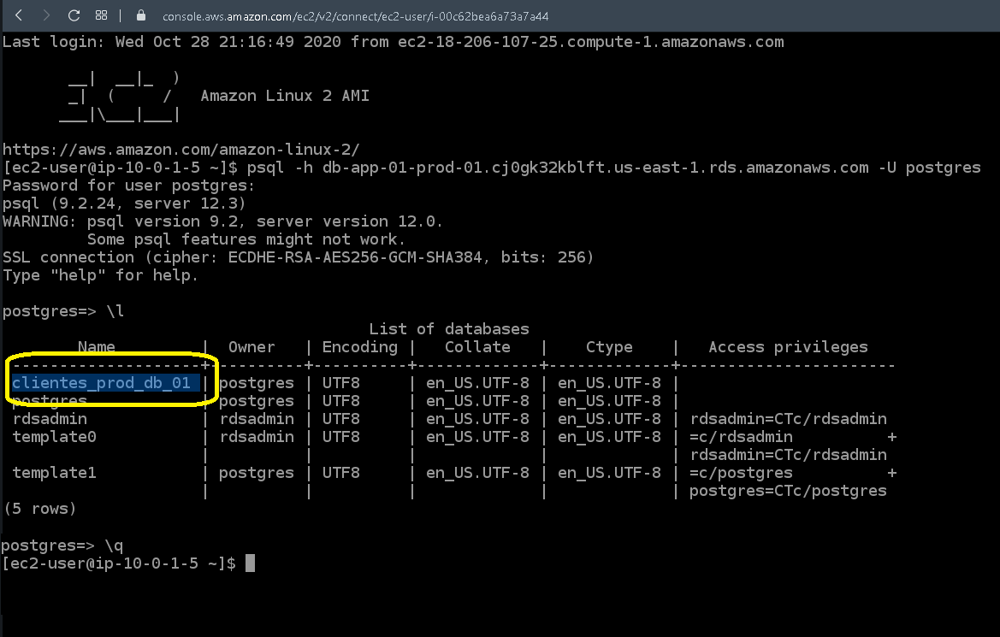 console.aws.amazon.com/ec2/v2/connect/ec2-user/i-00c62bea6a73a7a44
Last login: Wed Oct 28 21:16:49 2020 from ec2-18-206-107-25.compute-1.amazonaws.com
       __|  __|_  )
       _|  (     /   Amazon Linux 2 AMI
      ___|\___|___|
https://aws.amazon.com/amazon-linux-2/
[ec2-user@ip-10-0-1-5 ~]$ psql -h db-app-01-prod-01.cj0gk32kblft.us-east-1.rds.amazonaws.com -U postgres
Password for user postgres:
psql (9.2.24, server 12.3)
WARNING: psql version 9.2, server version 12.0.
         Some psql features might not work.
SSL connection (cipher: ECDHE-RSA-AES256-GCM-SHA384, bits: 256)
Type "help" for help.
postgres=> \l
                                       List of databases
        Name         |  Owner   | Encoding |   Collate   |    Ctype    |   Access privileges
---------------------+----------+----------+-------------+-------------+-----------------------
 clientes_prod_db_01 | postgres | UTF8     | en_US.UTF-8 | en_US.UTF-8 |
 postgres            | postgres | UTF8     | en_US.UTF-8 | en_US.UTF-8 |
 rdsadmin            | rdsadmin | UTF8     | en_US.UTF-8 | en_US.UTF-8 | rdsadmin=CTc/rdsadmin
 template0           | rdsadmin | UTF8     | en_US.UTF-8 | en_US.UTF-8 | =c/rdsadmin          +
                     |          |          |             |             | rdsadmin=CTc/rdsadmin
 template1           | postgres | UTF8     | en_US.UTF-8 | en_US.UTF-8 | =c/postgres          +
                     |          |          |             |             | postgres=CTc/postgres
(5 rows)
postgres=> \q
[ec2-user@ip-10-0-1-5 ~]$